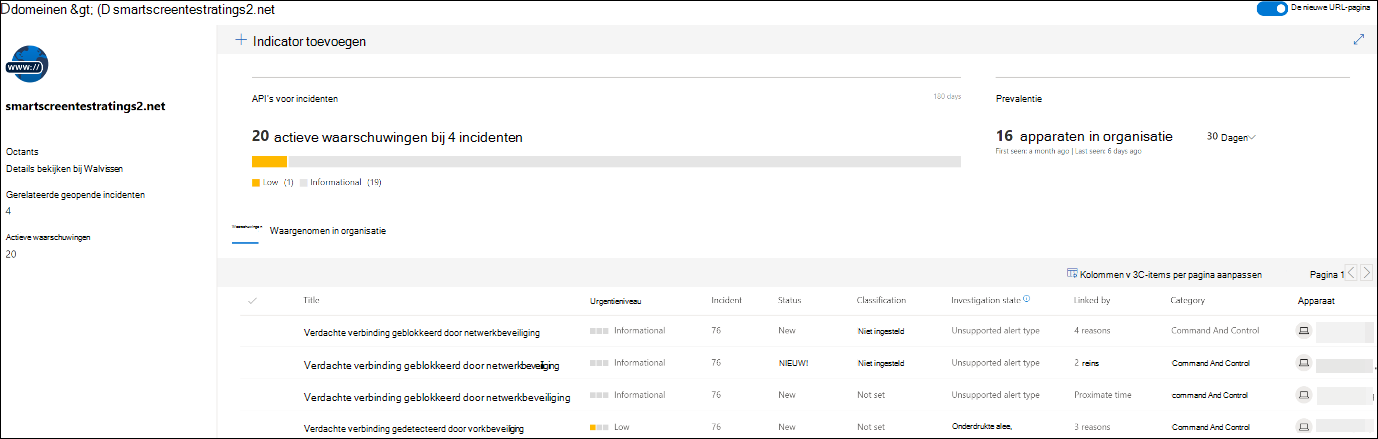 Ddomeinen &gt; (D smartscreentestratings2.net
De nieuwe URL-pagina
www://
smartscreentestratings2.net
Octants
Details bekijken bij Walvissen
Gerelateerde geopende incidenten
4
Actieve waarschuwingen
20
Indicator toevoegen
API's voor incidenten
180 days
20 actieve waarschuwingen bij 4 incidenten
Low (1) Informational (19)
Prevalentie
16 apparaten in organisatie
30 Dagen
First seen: a month ago | Last seen: 6 days ago
Waargenomen in organisatie
Kolommen v 3C-items per pagina aanpassen
Pagina 1
Title Urgentieniveau Incident Status Classification Investigation state Linked by Category Apparaat
Verdachte verbinding geblokkeerd door netwerkbeveiliging Informational 76 New Niet ingesteld Unsupported alert type 4 reasons Command And Control
Verdachte verbinding geblokkeerd door netwerkbeveiliging Informational 76 NIEUW! Niet ingesteld Unsupported alert type 2 reins Command And Control
Verdachte verbinding geblokkeerd door netwerkbeveiliging Informational 76 New Not set Unsupported alert type Proximate time command And Control
Verdachte verbinding gedetecteerd door vorkbeveiliging Low 76 New Not set Onderdrukte alee, 3 reasons Command And Control